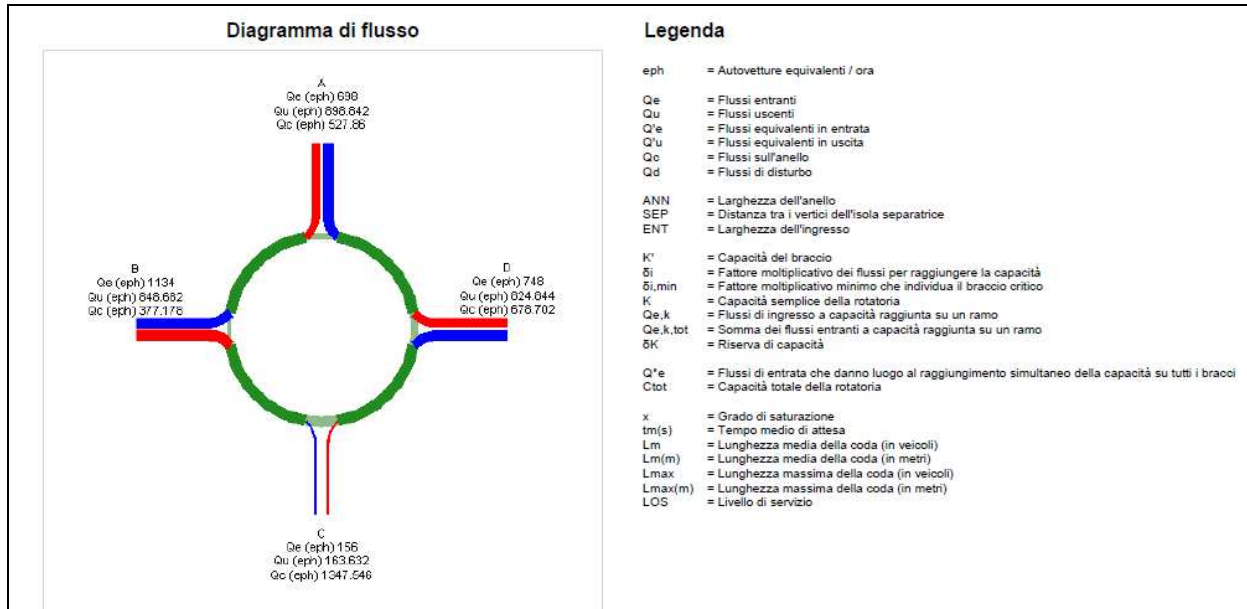 Diagramma di flusso
A
Qe (eph) 698
Qu (eph) 898.842
Qc (eph) 527.86
B
Qe (eph) 1134
Qu (eph) 848.682
Qc (eph) 377.178
D
Qe (eph) 748
Qu (eph) 824.844
Qc (eph) 678.702
C
Qe (eph) 156
Qu (eph) 163.632
Qc (eph) 1347.546
Legenda
eph = Autovetture equivalenti / ora
Qe = Flussi entranti
Qu = Flussi uscenti
Q'e = Flussi equivalenti in entrata
Q'u = Flussi equivalenti in uscita
Qc = Flussi sull'anello
Qd = Flussi di disturbo
ANN = Larghezza dell'anello
SEP = Distanza tra i vertici dell'isola separatrice
ENT = Larghezza dell'ingresso
K' = Capacità del braccio
δi = Fattore moltiplicativo dei flussi per raggiungere la capacità
δi,min = Fattore moltiplicativo minimo che individua il braccio critico
K = Capacità semplice della rotatoria
Qe,k = Flussi di ingresso a capacità raggiunta su un ramo
Qe,k,tot = Somma dei flussi entranti a capacità raggiunta su un ramo
δK = Riserva di capacità
Q*e = Flussi di entrata che danno luogo al raggiungimento simultaneo della capacità su tutti i bracci
Ctot = Capacità totale della rotatoria
x = Grado di saturazione
tm(s) = Tempo medio di attesa
Lm = Lunghezza media della coda (in veicoli)
Lm(m) = Lunghezza media della coda (in metri)
Lmax = Lunghezza massima della coda (in veicoli)
Lmax(m) = Lunghezza massima della coda (in metri)
LOS = Livello di servizio